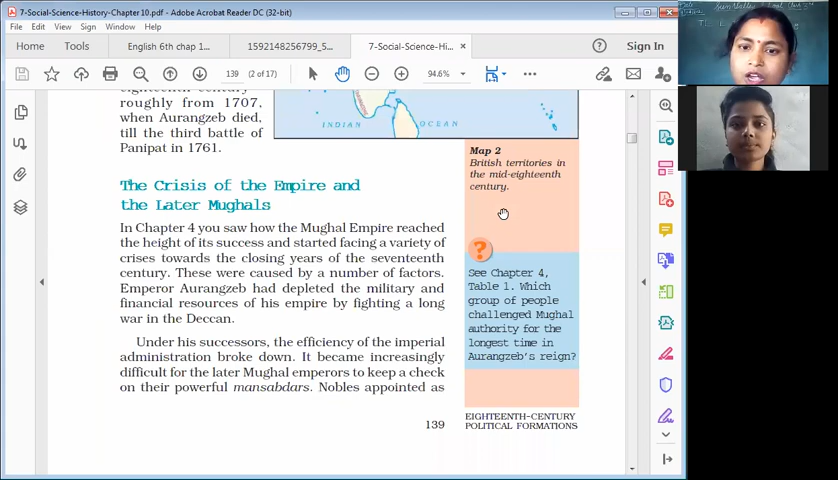 7-Social-Science-History-Chapter10.pdf - Adobe Acrobat Reader DC (32-bit)
File Edit View Sign Window Help
Home Tools English 6th chap 1... 1592148256799_5... 7-Social-Science-Hi... × ? Sign In
139 (2 of 17) 94.6%
roughly from 1707,
when Aurangzeb died,
till the third battle of
Panipat in 1761.
INDIAN OCEAN
Map 2
British territories in
the mid-eighteenth
century.
The Crisis of the Empire and
the Later Mughals
In Chapter 4 you saw how the Mughal Empire reached
the height of its success and started facing a variety of
crises towards the closing years of the seventeenth
century. These were caused by a number of factors.
Emperor Aurangzeb had depleted the military and
financial resources of his empire by fighting a long
war in the Deccan.
Under his successors, the efficiency of the imperial
administration broke down. It became increasingly
difficult for the later Mughal emperors to keep a check
on their powerful mansabdars. Nobles appointed as
?
See Chapter 4,
Table 1. Which
group of people
challenged Mughal
authority for the
longest time in
Aurangzeb's reign?
139
EIGHTEENTH-CENTURY
POLITICAL FORMATIONS